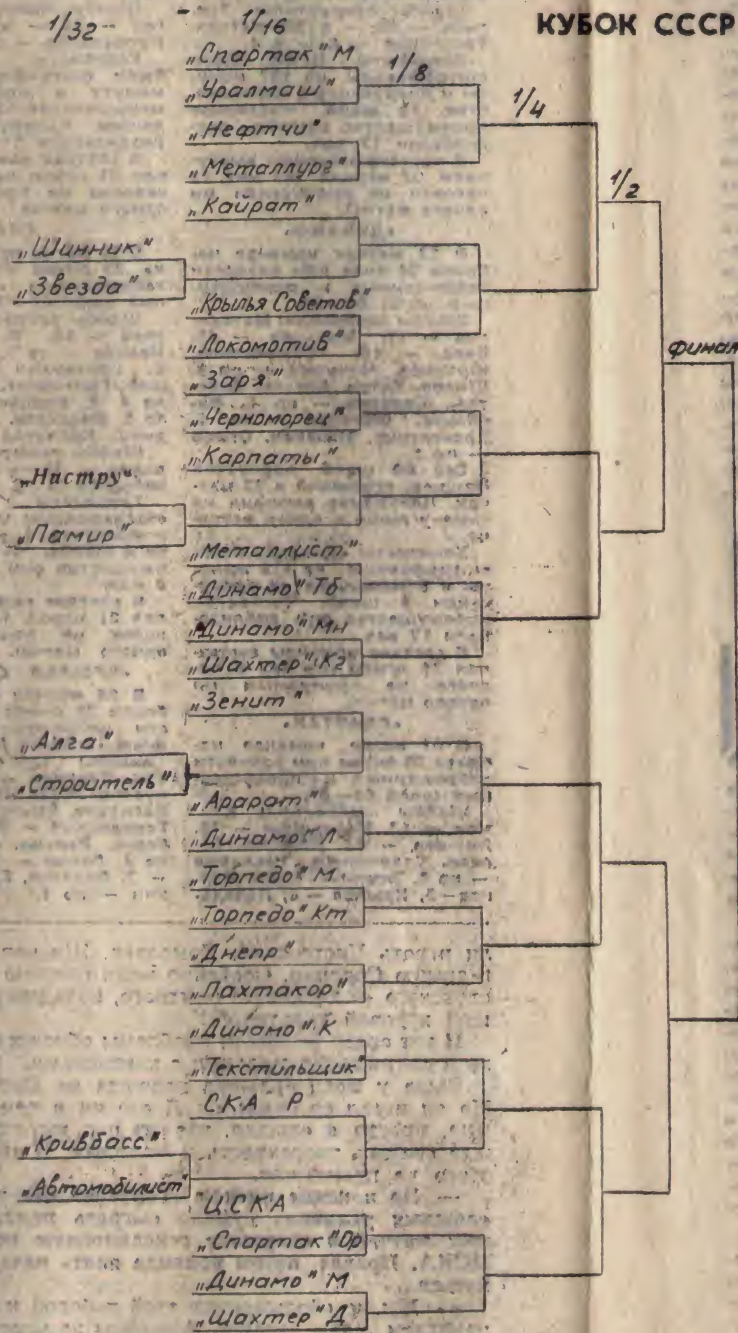 КУБОК СССР
1/32
1/16
„Спартак" М
1/8
„Уралмаш"
1/4
„Нефтчи"
„Металлург"
1/2
„Кайрат"
„Шинник"
„Звезда"
„Крылья Советов"
„Локомотив"
финал
„Заря"
„Черноморец"
„Карпаты"
„Нистру"
„Памир"
„Металлист"
„Динамо" Тб
„Динамо" Мн
„Шахтер" Кг
„Зенит"
„Алга"
„Строитель"
„Арарат"
„Динамо" Л
„Торпедо" М
„Торпедо" Кт
„Днепр"
„Пахтакор"
„Динамо" К
„Текстильщик"
СКА Р
„Кривбасс"
„Автомобилист"
ЦСКА
„Спартак" Ор
„Динамо" М
„Шахтер" Д